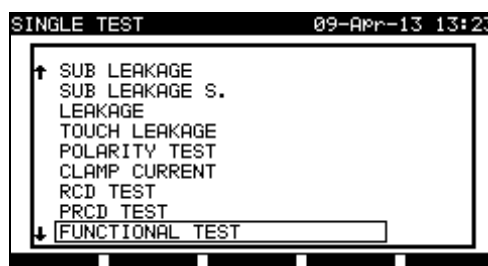 SINGLE TEST 09-Apr-13 13:23
↑ SUB LEAKAGE
SUB LEAKAGE S.
LEAKAGE
TOUCH LEAKAGE
POLARITY TEST
CLAMP CURRENT
RCD TEST
PRCD TEST
↓ FUNCTIONAL TEST